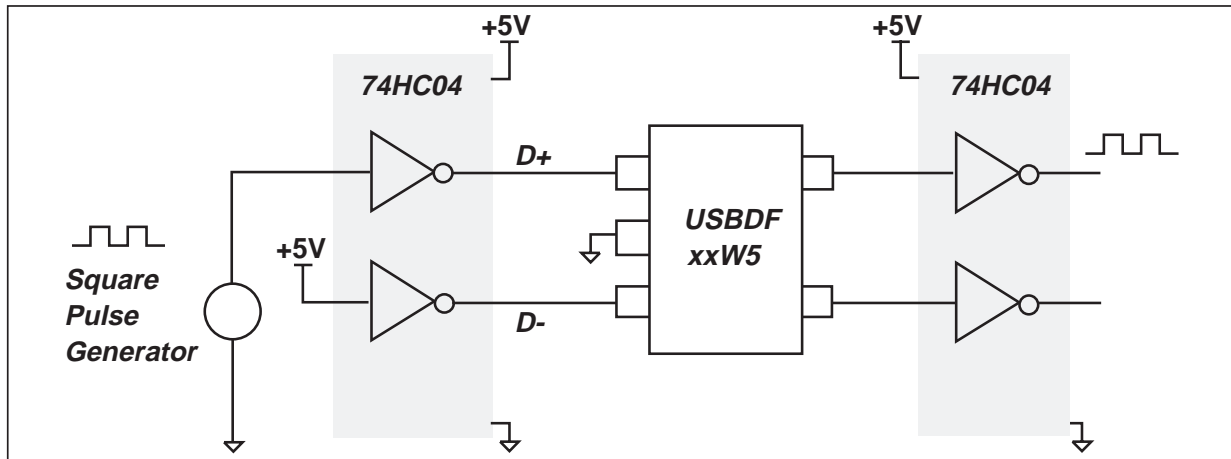 +5V
+5V
74HC04
74HC04
D+
USBDF
xxW5
+5V
Square
Pulse
Generator
D-